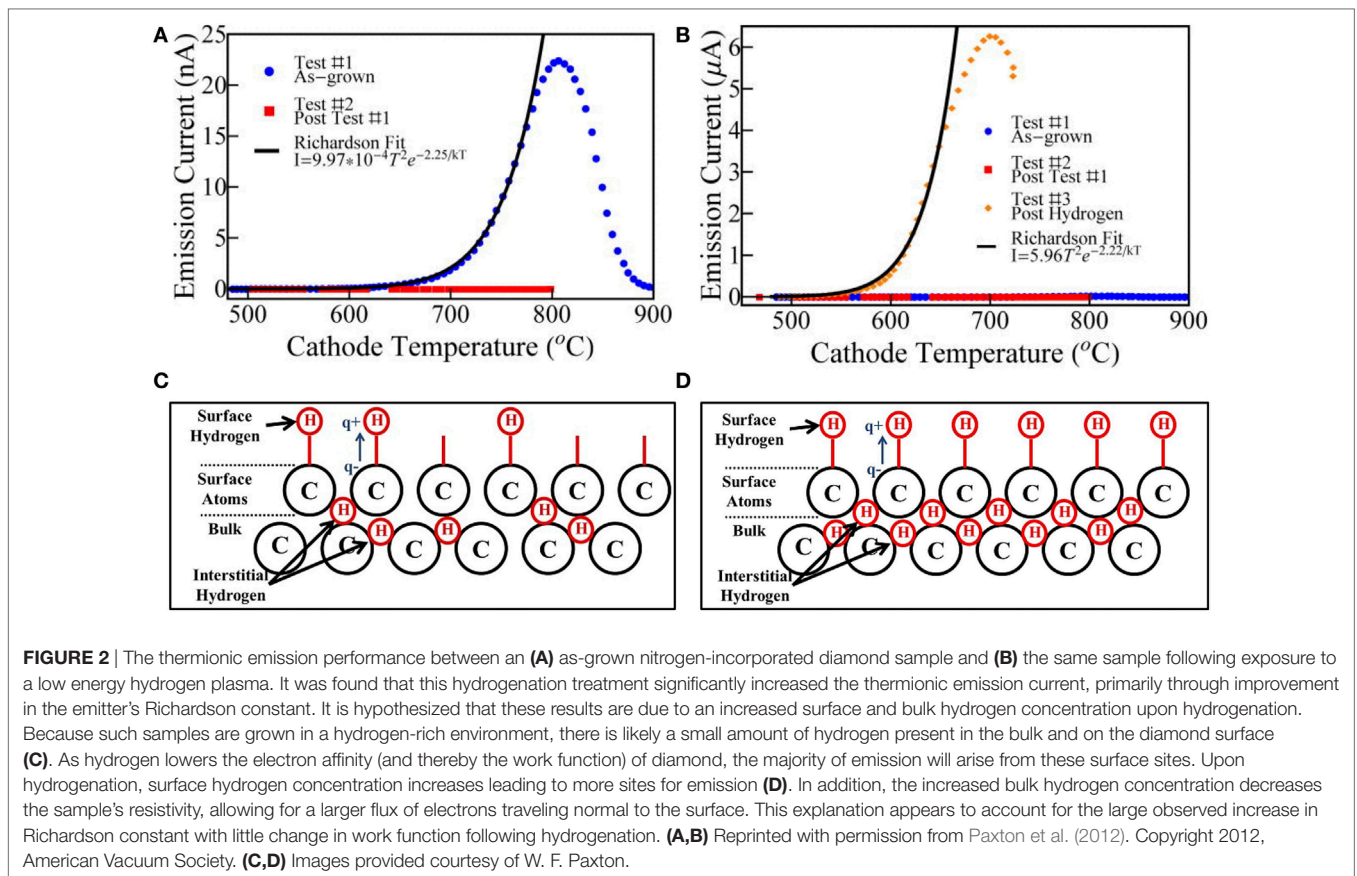 A
Emission Current (nA)
25
20
15
10
5
0
Test #1
As-grown
Test #2
Post Test #1
Richardson Fit
I=9.97*10⁻⁴T²e^-2.25/kT
500 600 700 800 900
Cathode Temperature (°C)
B
Emission Current (μA)
6
5
4
3
2
1
0
Test #1
As-grown
Test #2
Post Test #1
Test #3
Post Hydrogen
Richardson Fit
I=5.96T²e^-2.22/kT
500 600 700 800 900
Cathode Temperature (°C)
C
Surface
Hydrogen
H H H
q+
q-
Surface
Atoms
C C C C C C
H H
Bulk
H H H
C C C C C C
Interstitial
Hydrogen
D
Surface
Hydrogen
H H H H H H
q+
q-
Surface
Atoms
C C C C C C
H H H H H
Bulk
H H H H H
C C C C C C
Interstitial
Hydrogen
FIGURE 2 | The thermionic emission performance between an (A) as-grown nitrogen-incorporated diamond sample and (B) the same sample following exposure to
a low energy hydrogen plasma. It was found that this hydrogenation treatment significantly increased the thermionic emission current, primarily through improvement
in the emitter's Richardson constant. It is hypothesized that these results are due to an increased surface and bulk hydrogen concentration upon hydrogenation.
Because such samples are grown in a hydrogen-rich environment, there is likely a small amount of hydrogen present in the bulk and on the diamond surface
(C). As hydrogen lowers the electron affinity (and thereby the work function) of diamond, the majority of emission will arise from these surface sites. Upon
hydrogenation, surface hydrogen concentration increases leading to more sites for emission (D). In addition, the increased bulk hydrogen concentration decreases
the sample's resistivity, allowing for a larger flux of electrons traveling normal to the surface. This explanation appears to account for the large observed increase in
Richardson constant with little change in work function following hydrogenation. (A,B) Reprinted with permission from Paxton et al. (2012). Copyright 2012,
American Vacuum Society. (C,D) Images provided courtesy of W. F. Paxton.